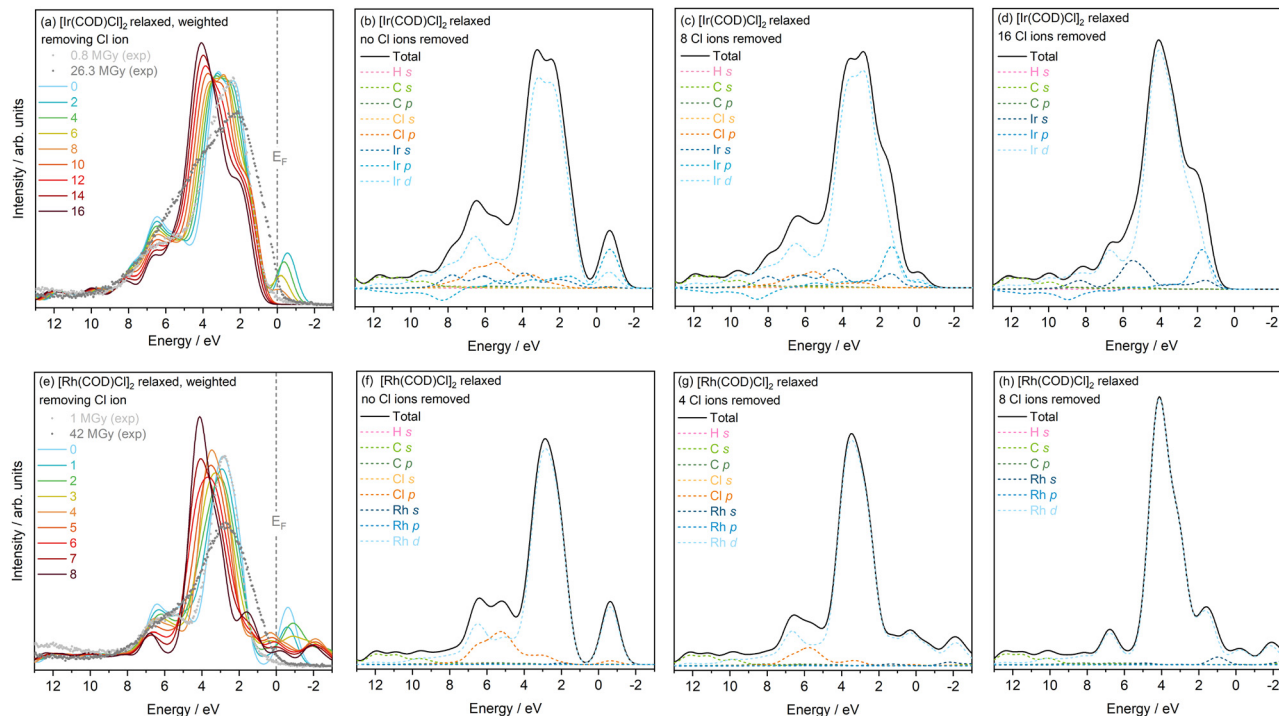 (a) [Ir(COD)Cl]2 relaxed, weighted
removing Cl ion
0.8 MGy (exp)
26.3 MGy (exp)
0
2
4
6
8
10
12
14
16
EF
Intensity / arb. units
12 10 8 6 4 2 0 -2
Energy / eV
(b) [Ir(COD)Cl]2 relaxed
no Cl ions removed
Total
H s
C s
C p
Cl s
Cl p
Ir s
Ir p
Ir d
12 10 8 6 4 2 0 -2
Energy / eV
(c) [Ir(COD)Cl]2 relaxed
8 Cl ions removed
Total
H s
C s
C p
Cl s
Cl p
Ir s
Ir p
Ir d
12 10 8 6 4 2 0 -2
Energy / eV
(d) [Ir(COD)Cl]2 relaxed
16 Cl ions removed
Total
H s
C s
C p
Ir s
Ir p
Ir d
12 10 8 6 4 2 0 -2
Energy / eV
(e) [Rh(COD)Cl]2 relaxed, weighted
removing Cl ion
1 MGy (exp)
42 MGy (exp)
0
1
2
3
4
5
6
7
8
EF
Intensity / arb. units
12 10 8 6 4 2 0 -2
Energy / eV
(f) [Rh(COD)Cl]2 relaxed
no Cl ions removed
Total
H s
C s
C p
Cl s
Cl p
Rh s
Rh p
Rh d
12 10 8 6 4 2 0 -2
Energy / eV
(g) [Rh(COD)Cl]2 relaxed
4 Cl ions removed
Total
H s
C s
C p
Cl s
Cl p
Rh s
Rh p
Rh d
12 10 8 6 4 2 0 -2
Energy / eV
(h) [Rh(COD)Cl]2 relaxed
8 Cl ions removed
Total
H s
C s
C p
Rh s
Rh p
Rh d
12 10 8 6 4 2 0 -2
Energy / eV